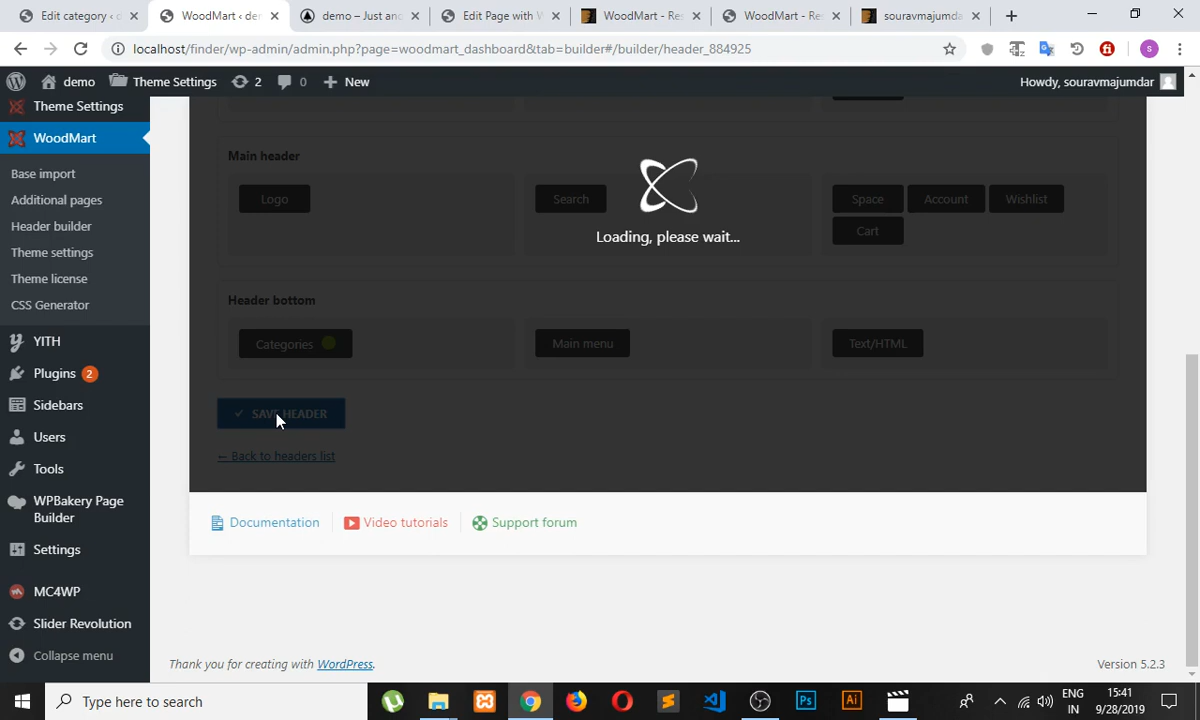 Edit category ‹ d
WoodMart ‹ de
demo – Just an
Edit Page with W
WoodMart - Res
WoodMart - Re
souravmajumda
localhost/finder/wp-admin/admin.php?page=woodmart_dashboard&tab=builder#/builder/header_884925
S
demo
Theme Settings
2
0
New
Howdy, souravmajumdar
Theme Settings
WoodMart
Base import
Additional pages
Header builder
Theme settings
Theme license
CSS Generator
YITH
Plugins 2
Sidebars
Users
Tools
WPBakery Page
Builder
Settings
MC4WP
Slider Revolution
Collapse menu
Main header
Logo
Search
Space
Account
Wishlist
Cart
Loading, please wait...
Header bottom
Categories
Main menu
Text/HTML
SAVE HEADER
← Back to headers list
Documentation
Video tutorials
Support forum
Thank you for creating with WordPress.
Version 5.2.3
Type here to search
Ps
Ai
ENG
IN
15:41
9/28/2019